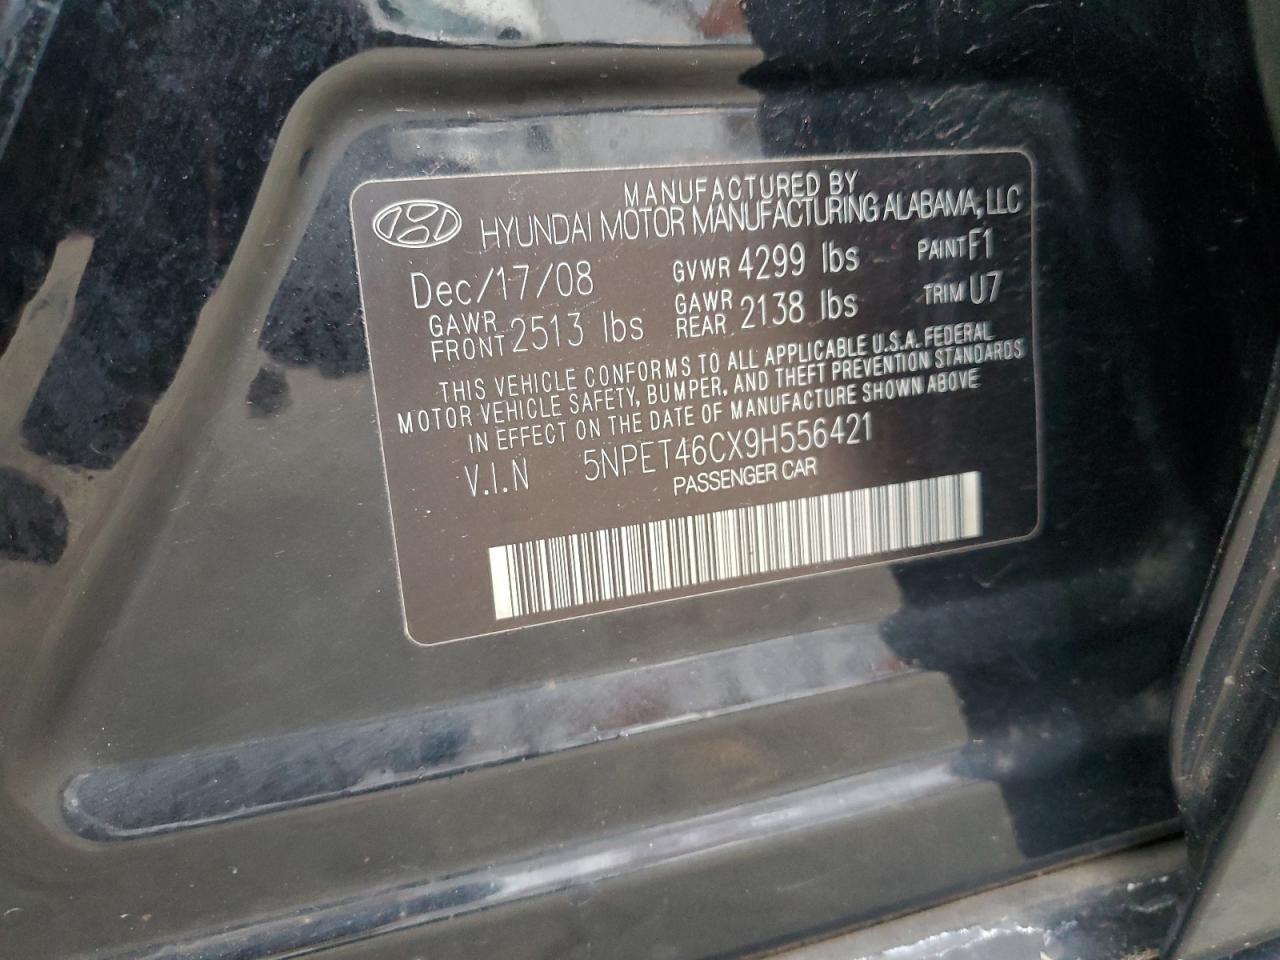 MANUFACTURED BY
HYUNDAI MOTOR MANUFACTURING ALABAMA, LLC
Dec/17/08 GVWR 4299 lbs PAINT F1
GAWR FRONT 2513 lbs GAWR REAR 2138 lbs TRIM U7
THIS VEHICLE CONFORMS TO ALL APPLICABLE U.S.A. FEDERAL
MOTOR VEHICLE SAFETY, BUMPER, AND THEFT PREVENTION STANDARDS
IN EFFECT ON THE DATE OF MANUFACTURE SHOWN ABOVE
V.I.N 5NPET46CX9H556421
PASSENGER CAR